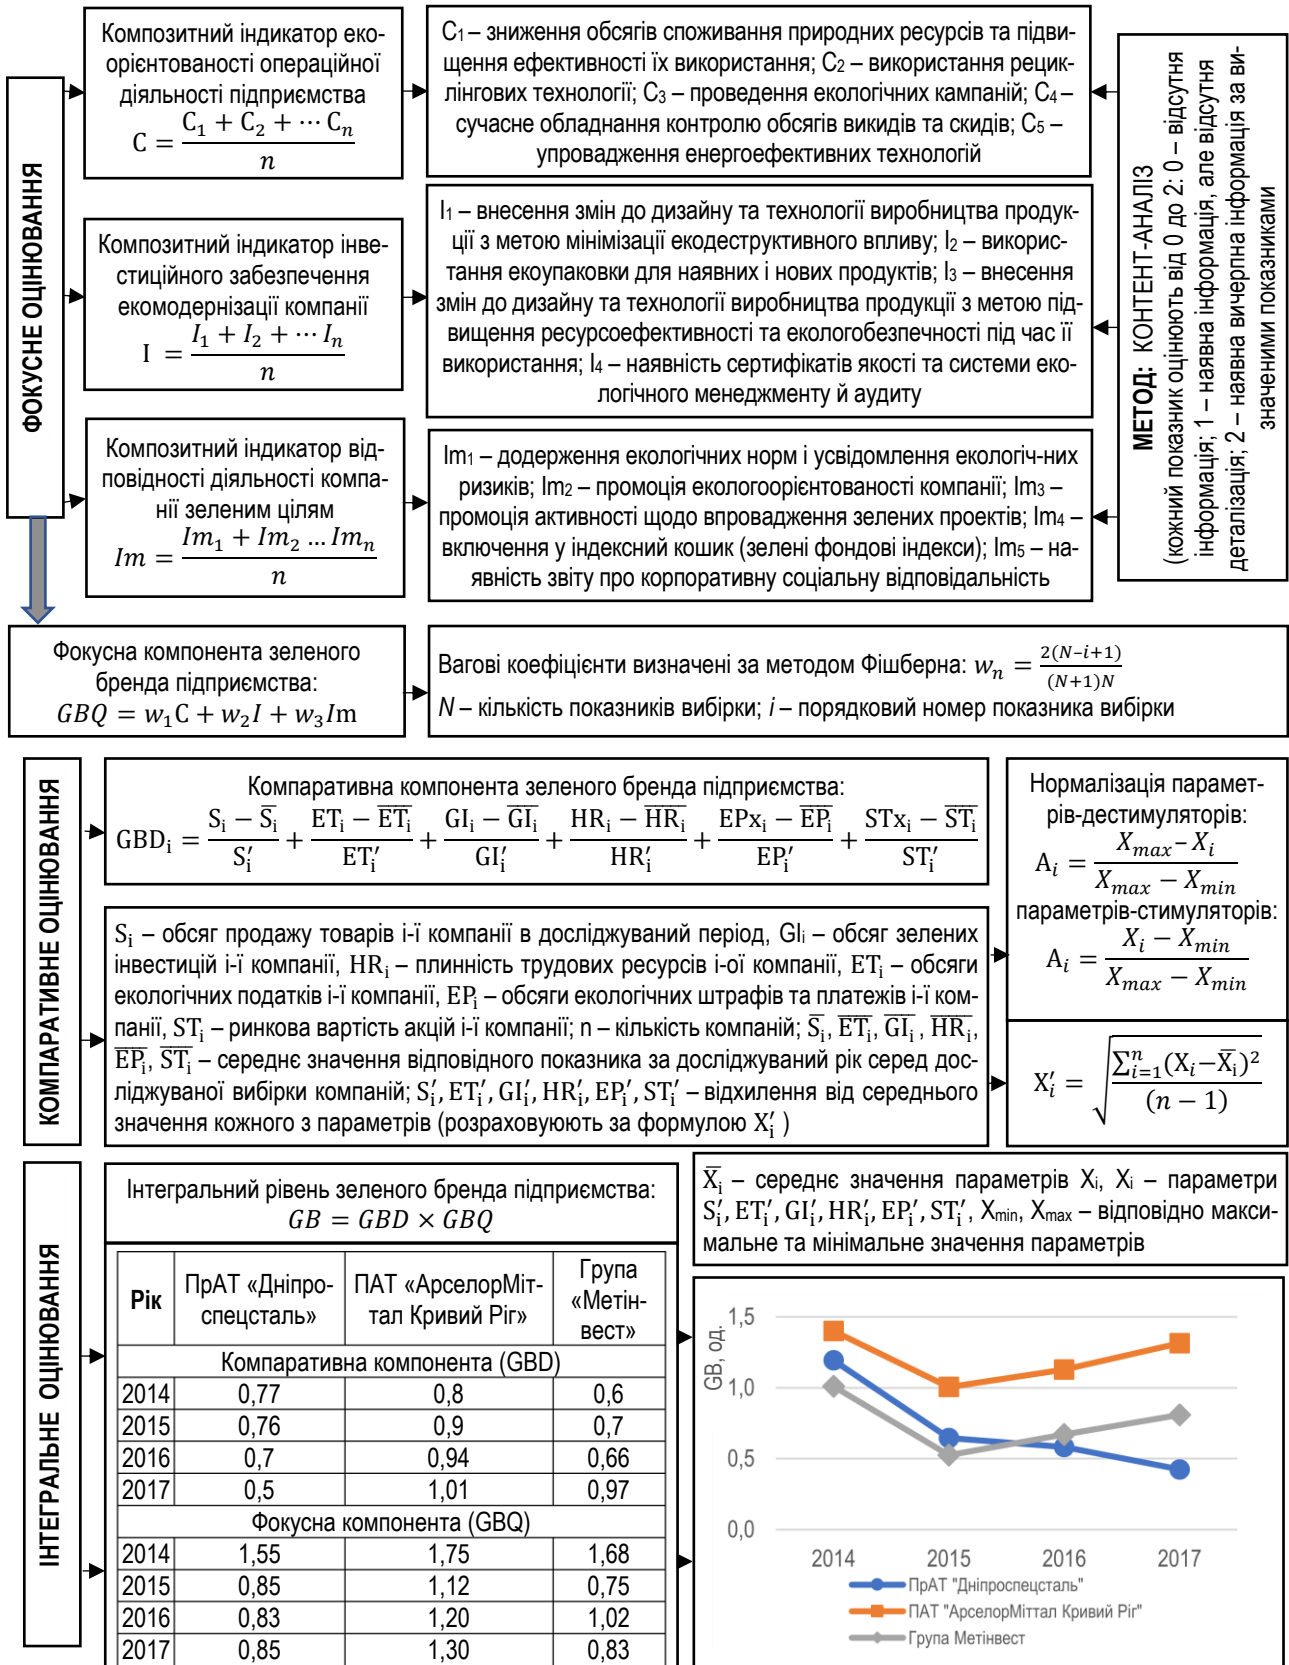 ФОКУСНЕ ОЦІНЮВАННЯ
Композитний індикатор еко-
орієнтованості операційної
діяльності підприємства
C = (C₁ + C₂ + ⋯ Cₙ) / n
C₁ – зниження обсягів споживання природних ресурсів та підви-
щення ефективності їх використання; C₂ – використання рецик-
лінгових технології; C₃ – проведення екологічних кампаній; C₄ –
сучасне обладнання контролю обсягів викидів та скидів; C₅ –
упровадження енергоефективних технологій
Композитний індикатор інве-
стиційного забезпечення
екомодернізації компанії
I = (I₁ + I₂ + ⋯ Iₙ) / n
I₁ – внесення змін до дизайну та технології виробництва продук-
ції з метою мінімізації екодеструктивного впливу; I₂ – викорис-
тання екоупаковки для наявних і нових продуктів; I₃ – внесення
змін до дизайну та технології виробництва продукції з метою під-
вищення ресурсоефективності та екологобезпечності під час її
використання; I₄ – наявність сертифікатів якості та системи еко-
логічного менеджменту й аудиту
Композитний індикатор від-
повідності діяльності компа-
нії зеленим цілям
Im = (Im₁ + Im₂ … Imₙ) / n
Im₁ – додержання екологічних норм і усвідомлення екологіч-них
ризиків; Im₂ – промоція екологоорієнтованості компанії; Im₃ –
промоція активності щодо впровадження зелених проектів; Im₄ –
включення у індексний кошик (зелені фондові індекси); Im₅ – на-
явність звіту про корпоративну соціальну відповідальність
МЕТОД: КОНТЕНТ-АНАЛІЗ
(кожний показник оцінюють від 0 до 2: 0 – відсутня
інформація; 1 – наявна інформація, але відсутня
деталізація; 2 – наявна вичерпна інформація за ви-
значеними показниками
Фокусна компонента зеленого
бренда підприємства:
GBQ = w₁C + w₂I + w₃Im
Вагові коефіцієнти визначені за методом Фішберна: wₙ = 2(N−i+1) / (N+1)N
N – кількість показників вибірки; i – порядковий номер показника вибірки
КОМПАРАТИВНЕ ОЦІНЮВАННЯ
Компаративна компонента зеленого бренда підприємства:
GBDᵢ = (Sᵢ − S̅ᵢ) / S′ᵢ + (ETᵢ − E̅T̅ᵢ) / ET′ᵢ + (GIᵢ − G̅I̅ᵢ) / GI′ᵢ + (HRᵢ − H̅R̅ᵢ) / HR′ᵢ + (EPxᵢ − E̅P̅ᵢ) / EP′ᵢ + (STxᵢ − S̅T̅ᵢ) / ST′ᵢ
Sᵢ – обсяг продажу товарів і-ї компанії в досліджуваний період, GIᵢ – обсяг зелених
інвестицій і-ї компанії, HRᵢ – плинність трудових ресурсів і-ої компанії, ETᵢ – обсяги
екологічних податків і-ї компанії, EPᵢ – обсяги екологічних штрафів та платежів і-ї ком-
панії, STᵢ – ринкова вартість акцій і-ї компанії; n – кількість компаній; S̅ᵢ, E̅T̅ᵢ, G̅I̅ᵢ, H̅R̅ᵢ,
E̅P̅ᵢ, S̅T̅ᵢ – середнє значення відповідного показника за досліджуваний рік серед дос-
ліджуваної вибірки компаній; S′ᵢ, ET′ᵢ, GI′ᵢ, HR′ᵢ, EP′ᵢ, ST′ᵢ – відхилення від середнього
значення кожного з параметрів (розраховуюють за формулою X′ᵢ )
Нормалізація парамет-
рів-дестимуляторів:
Aᵢ = (Xmax – Xᵢ) / (Xmax − Xmin)
параметрів-стимуляторів:
Aᵢ = (Xᵢ − Xmin) / (Xmax − Xmin)
X′ᵢ = √(∑ⁿᵢ₌₁(Xᵢ−X̅ᵢ)² / (n − 1))
ІНТЕГРАЛЬНЕ ОЦІНЮВАННЯ
Інтегральний рівень зеленого бренда підприємства:
GB = GBD × GBQ
X̅ᵢ – середнє значення параметрів Xᵢ, Xᵢ – параметри
S′ᵢ, ET′ᵢ, GI′ᵢ, HR′ᵢ, EP′ᵢ, ST′ᵢ, Xmin, Xmax – відповідно макси-
мальне та мінімальне значення параметрів
Рік ПрАТ «Дніпро-спецсталь» ПАТ «АрселорМіт-тал Кривий Ріг» Група «Метін-вест»
Компаративна компонента (GBD)
2014 0,77 0,8 0,6
2015 0,76 0,9 0,7
2016 0,7 0,94 0,66
2017 0,5 1,01 0,97
Фокусна компонента (GBQ)
2014 1,55 1,75 1,68
2015 0,85 1,12 0,75
2016 0,83 1,20 1,02
2017 0,85 1,30 0,83
GB, од.
1,5
1,0
0,5
0,0
2014 2015 2016 2017
ПрАТ "Дніпроспецсталь"
ПАТ "АрселорМіттал Кривий Ріг"
Група Метінвест